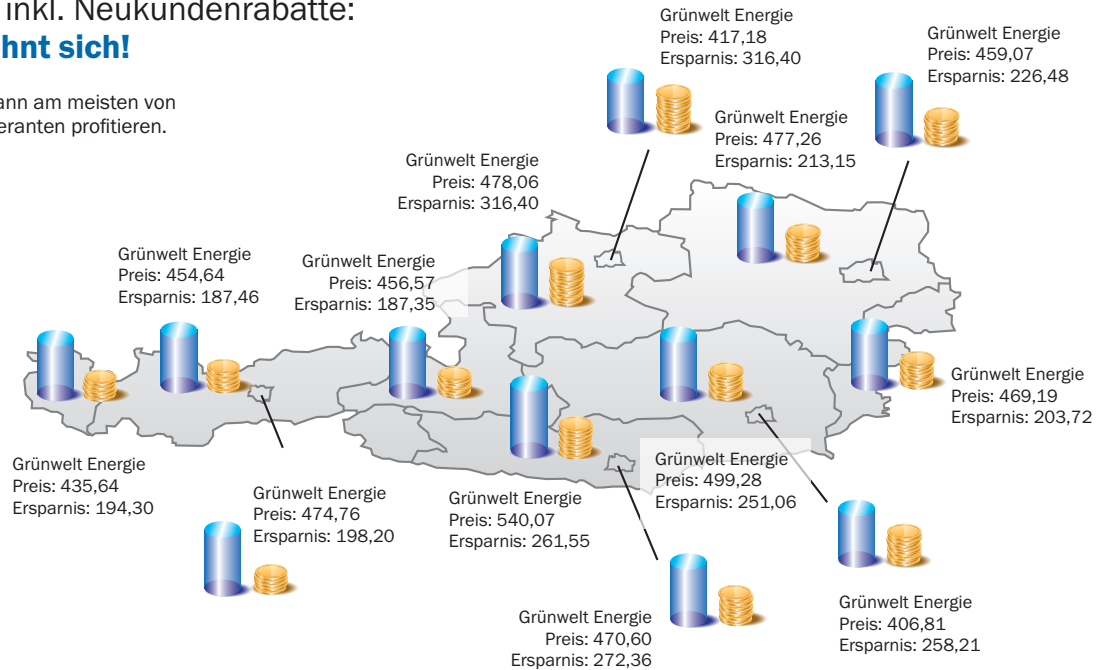 inkl. Neukundenrabatte:
hnt sich!
ann am meisten von
eranten profitieren.
Grünwelt Energie
Preis: 417,18
Ersparnis: 316,40
Grünwelt Energie
Preis: 459,07
Ersparnis: 226,48
Grünwelt Energie
Preis: 477,26
Ersparnis: 213,15
Grünwelt Energie
Preis: 478,06
Ersparnis: 316,40
Grünwelt Energie
Preis: 454,64
Ersparnis: 187,46
Grünwelt Energie
Preis: 456,57
Ersparnis: 187,35
Grünwelt Energie
Preis: 469,19
Ersparnis: 203,72
Grünwelt Energie
Preis: 435,64
Ersparnis: 194,30
Grünwelt Energie
Preis: 474,76
Ersparnis: 198,20
Grünwelt Energie
Preis: 540,07
Ersparnis: 261,55
Grünwelt Energie
Preis: 499,28
Ersparnis: 251,06
Grünwelt Energie
Preis: 470,60
Ersparnis: 272,36
Grünwelt Energie
Preis: 406,81
Ersparnis: 258,21